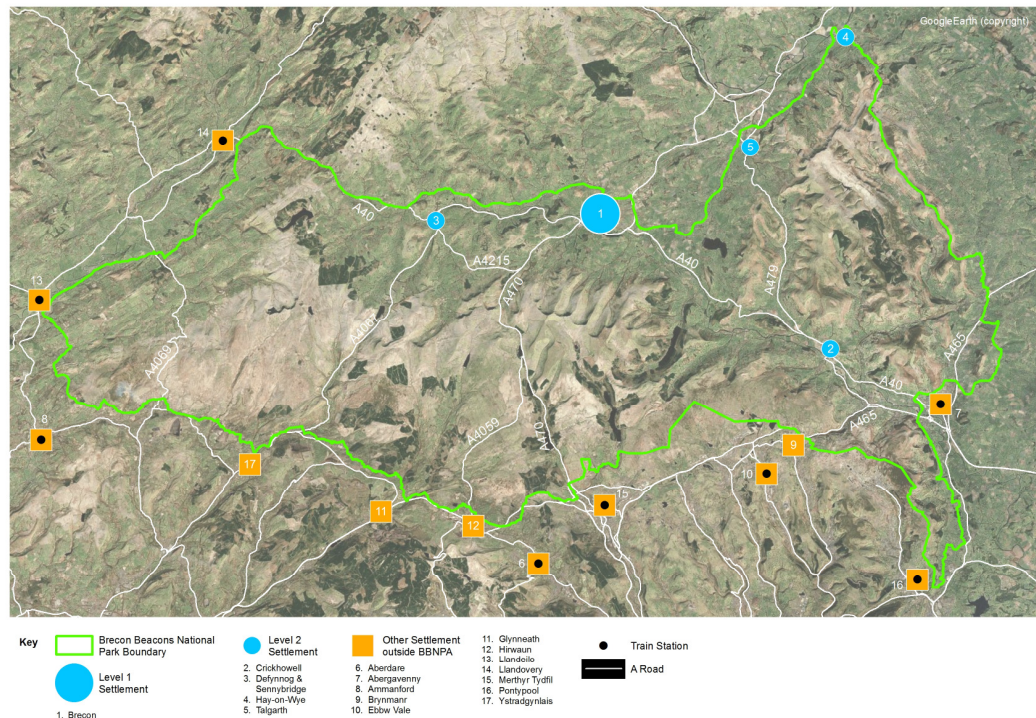 GoogleEarth (copyright)
4
14
5
A40
3
1
A4215
A40
A470
A479
13
A4067
A4069
2
A465
A40
7
8
A4059
A470
A465
9
17
10
15
11
12
6
16
Key
Brecon Beacons National
Park Boundary
Level 1
Settlement
1. Brecon
Level 2
Settlement
2. Crickhowell
3. Defynnog &
Sennybridge
4. Hay-on-Wye
5. Talgarth
Other Settlement
outside BBNPA
6. Aberdare
7. Abergavenny
8. Ammanford
9. Brynmanr
10. Ebbw Vale
11. Glynneath
12. Hirwaun
13. Llandeilo
14. Llandovery
15. Merthyr Tydfil
16. Pontypool
17. Ystradgynlais
Train Station
A Road